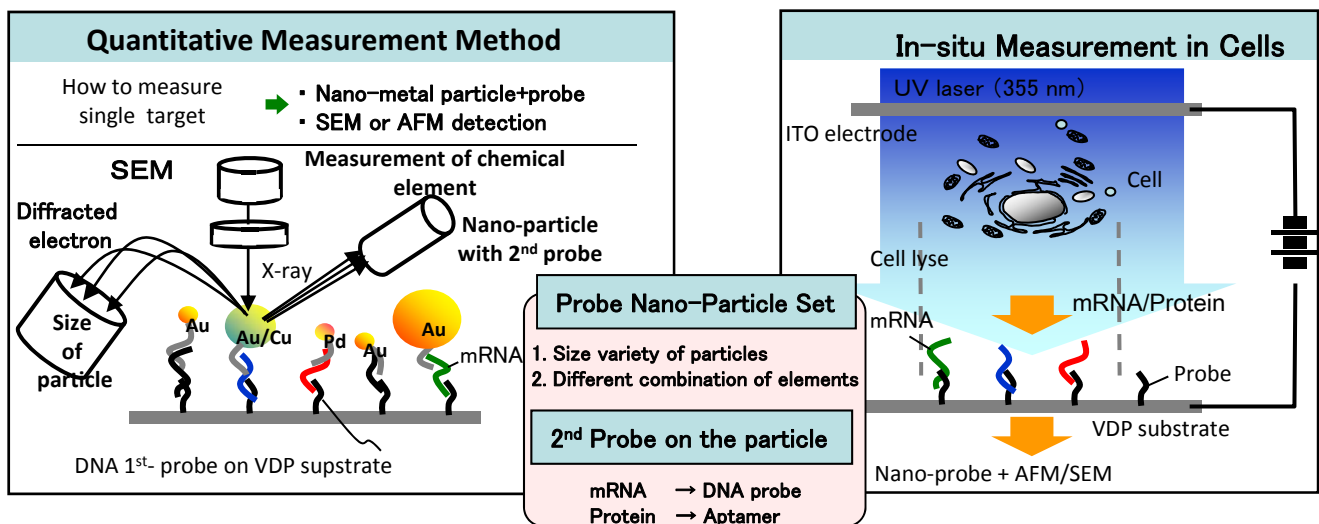 Quantitative Measurement Method
How to measure
single target
・Nano-metal particle+probe
・SEM or AFM detection
SEM
Measurement of chemical
element
Diffracted
electron
Nano-particle
with 2nd probe
X-ray
Size
of
particle
Au
Au/Cu
Pd
Au
Au
mRNA
DNA 1st- probe on VDP supstrate
Probe Nano-Particle Set
1. Size variety of particles
2. Different combination of elements
2nd Probe on the particle
mRNA → DNA probe
Protein → Aptamer
In-situ Measurement in Cells
UV laser (355 nm)
ITO electrode
Cell
Cell lyse
mRNA/Protein
mRNA
Probe
VDP substrate
Nano-probe + AFM/SEM